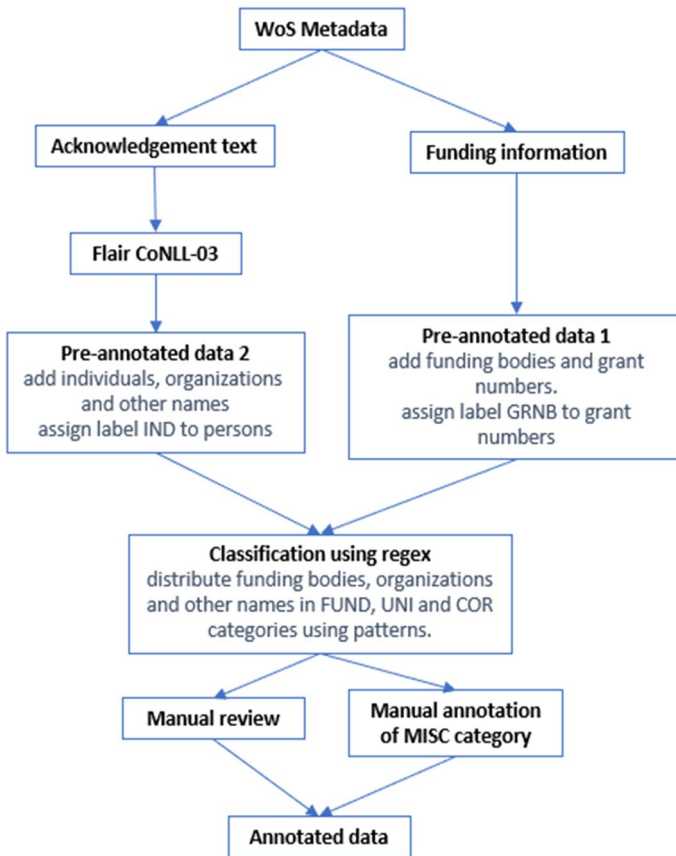 WoS Metadata
Acknowledgement text
Funding information
Flair CoNLL-03
Pre-annotated data 2
add individuals, organizations
and other names
assign label IND to persons
Pre-annotated data 1
add funding bodies and grant
numbers.
assign label GRNB to grant
numbers
Classification using regex
distribute funding bodies, organizations
and other names in FUND, UNI and COR
categories using patterns.
Manual review
Manual annotation
of MISC category
Annotated data